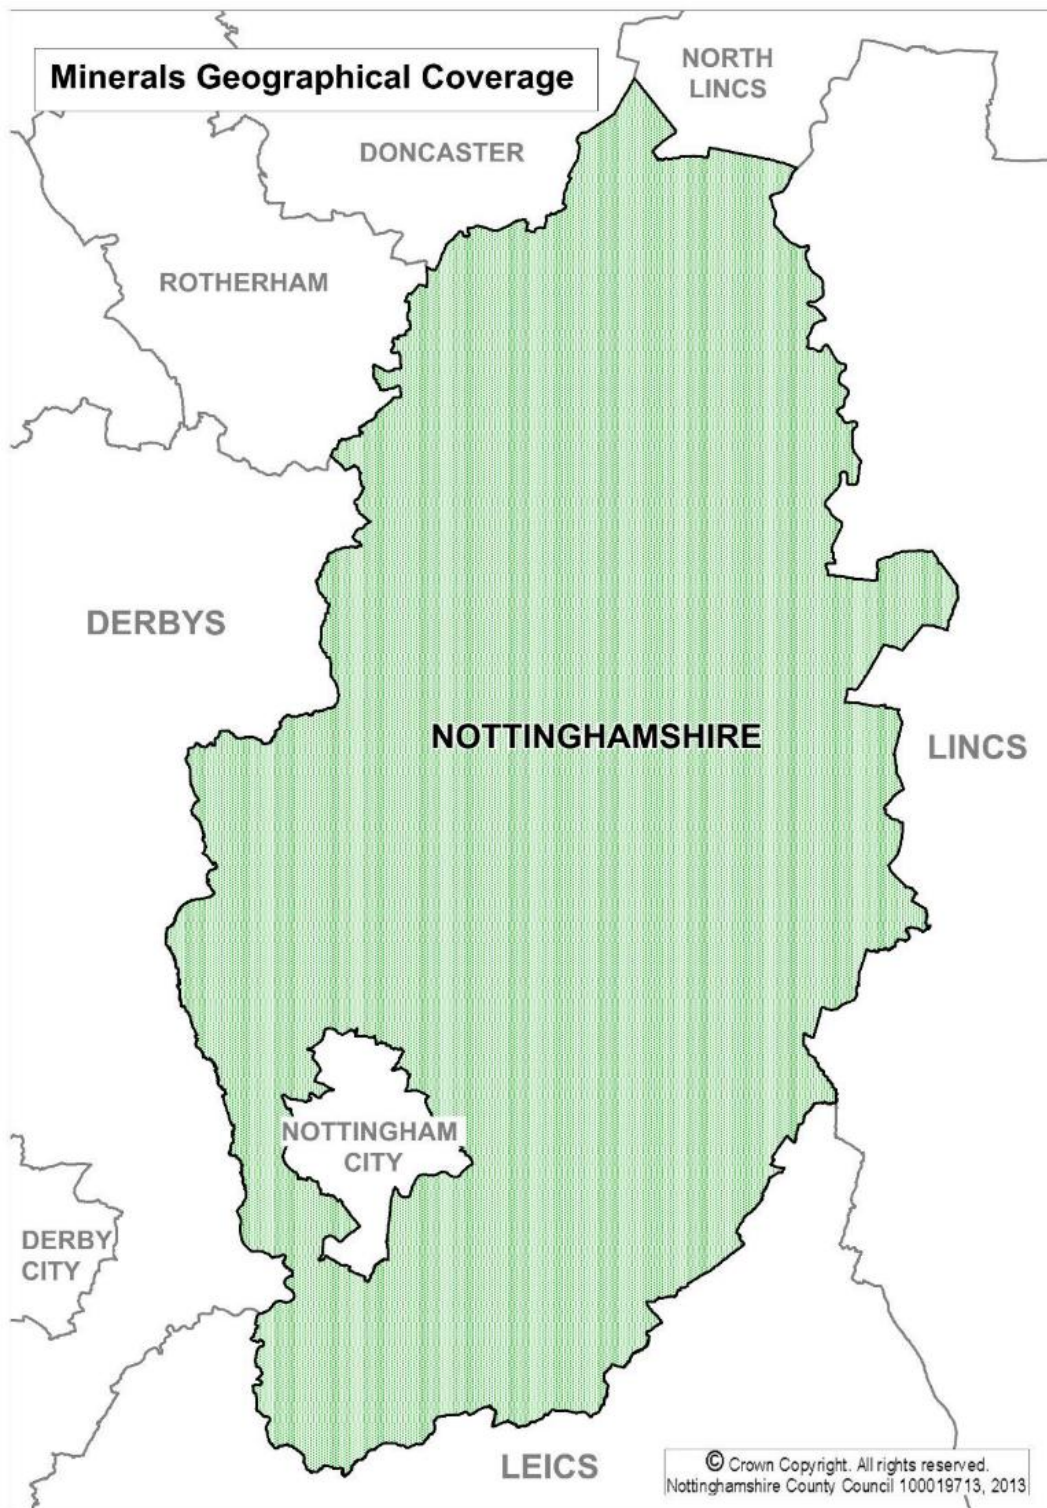 Minerals Geographical Coverage
NORTH
LINCS
DONCASTER
ROTHERHAM
DERBYS
NOTTINGHAMSHIRE
LINCS
NOTTINGHAM
CITY
DERBY
CITY
LEICS
© Crown Copyright. All rights reserved.
Nottinghamshire County Council 100019713, 2013